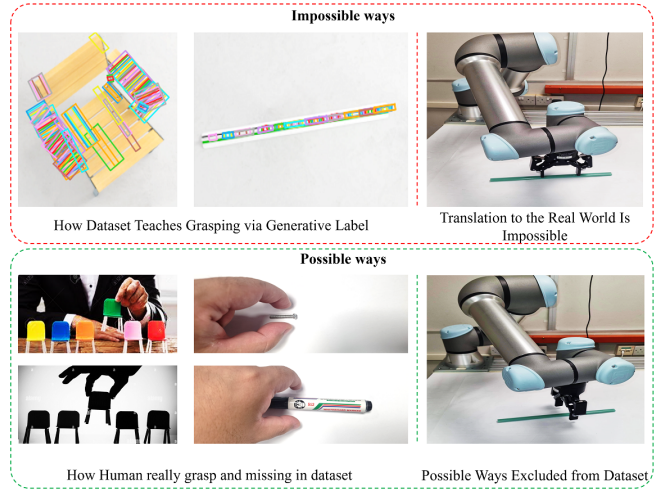 Impossible ways
How Dataset Teaches Grasping via Generative Label
Translation to the Real World Is
Impossible
Possible ways
How Human really grasp and missing in dataset
Possible Ways Excluded from Dataset